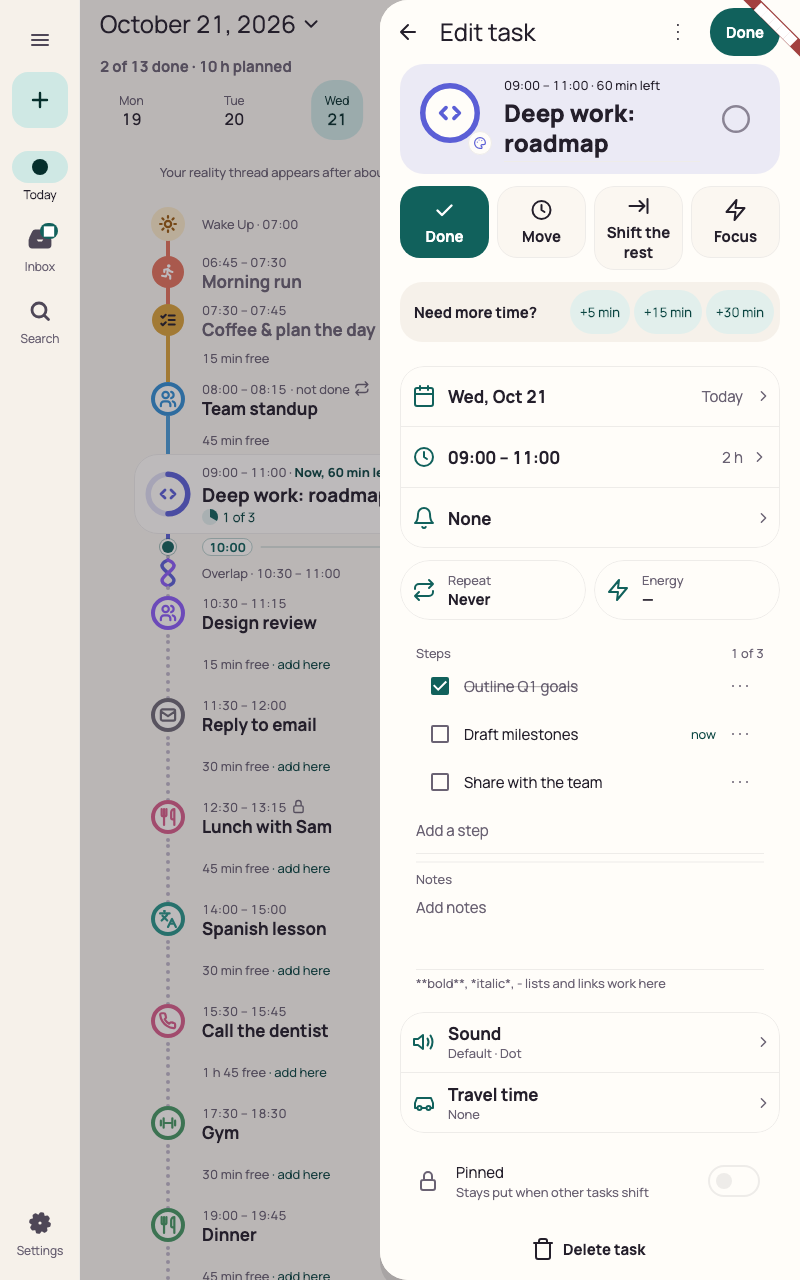 Today
Inbox
Search
Settings
October 21, 2026
2 of 13 done · 10 h planned
Mon
19
Tue
20
Wed
21
Your reality thread appears after abou
Wake Up · 07:00
06:45 – 07:30
Morning run
07:30 – 07:45
Coffee & plan the day
15 min free
08:00 – 08:15 · not done
Team standup
45 min free
09:00 – 11:00 · Now, 60 min le
Deep work: roadmap
1 of 3
10:00
Overlap · 10:30 – 11:00
10:30 – 11:15
Design review
15 min free · add here
11:30 – 12:00
Reply to email
30 min free · add here
12:30 – 13:15
Lunch with Sam
45 min free · add here
14:00 – 15:00
Spanish lesson
30 min free · add here
15:30 – 15:45
Call the dentist
1 h 45 free · add here
17:30 – 18:30
Gym
30 min free · add here
19:00 – 19:45
Dinner
45 min free · add here
Edit task
Done
09:00 – 11:00 · 60 min left
Deep work:
roadmap
Done
Move
Shift the
rest
Focus
Need more time?
+5 min
+15 min
+30 min
Wed, Oct 21
Today
09:00 – 11:00
2 h
None
Repeat
Never
Energy
–
Steps
1 of 3
Outline Q1 goals
Draft milestones
now
Share with the team
Add a step
Notes
Add notes
**bold**, *italic*, - lists and links work here
Sound
Default · Dot
Travel time
None
Pinned
Stays put when other tasks shift
Delete task